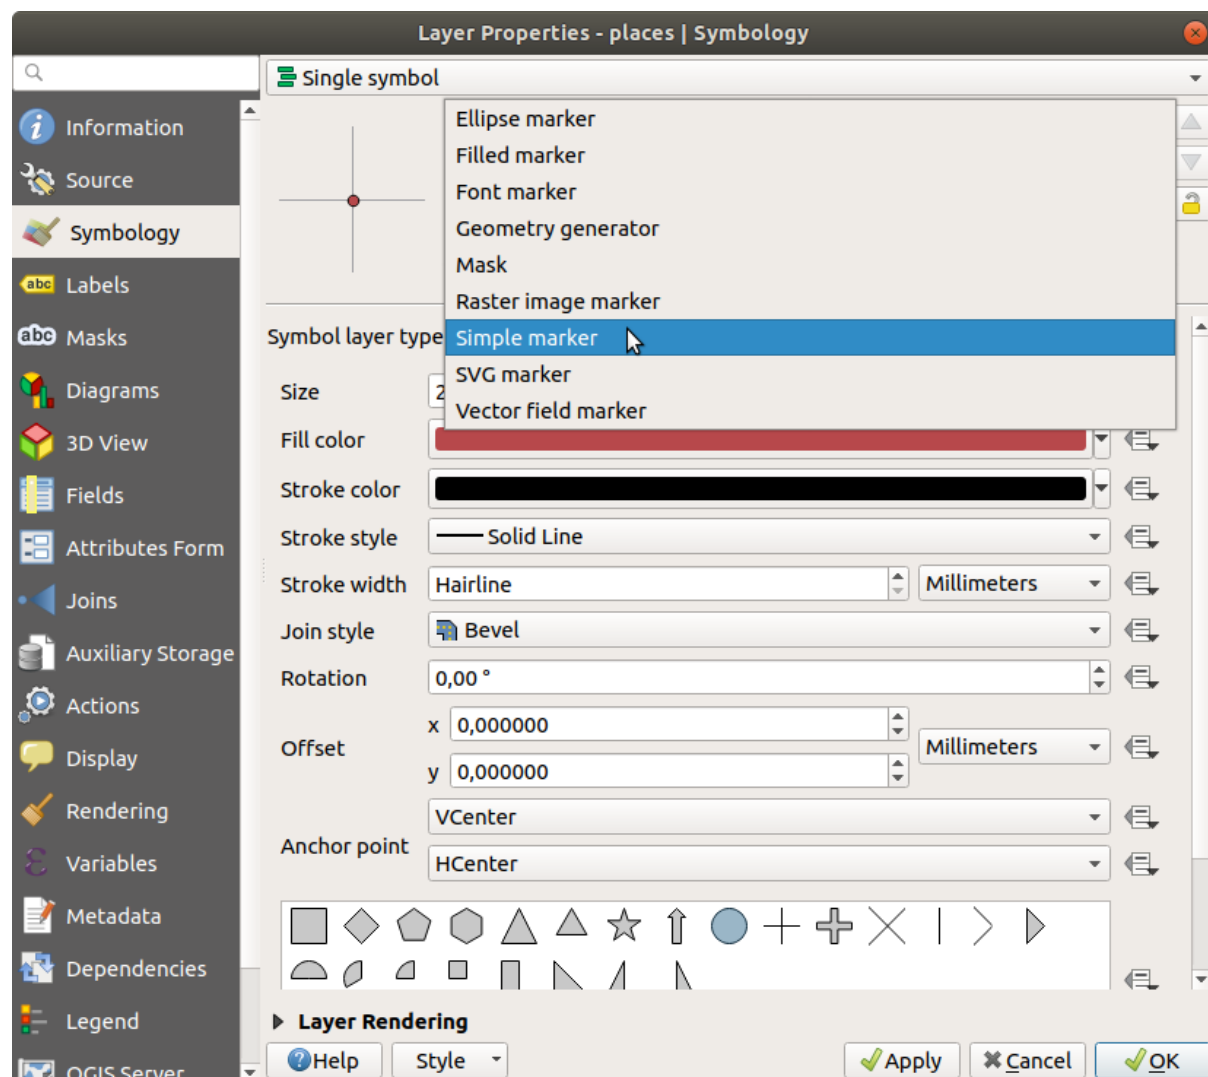 Layer Properties - places | Symbology
Single symbol
Information
Source
Symbology
Labels
Masks
Diagrams
3D View
Fields
Attributes Form
Joins
Auxiliary Storage
Actions
Display
Rendering
Variables
Metadata
Dependencies
Legend
QGIS Server
abc
abc
Ellipse marker
Filled marker
Font marker
Geometry generator
Mask
Raster image marker
Simple marker
SVG marker
Vector field marker
Symbol layer type
Size 2
Fill color
Stroke color
Stroke style Solid Line
Stroke width Hairline Millimeters
Join style Bevel
Rotation 0,00 °
Offset x 0,000000 Millimeters
y 0,000000
Anchor point VCenter
HCenter
Layer Rendering
Help Style Apply Cancel OK